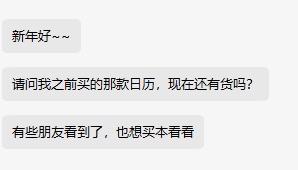 新年好~~
请问我之前买的那款日历，现在还有货吗？
有些朋友看到了，也想买本看看